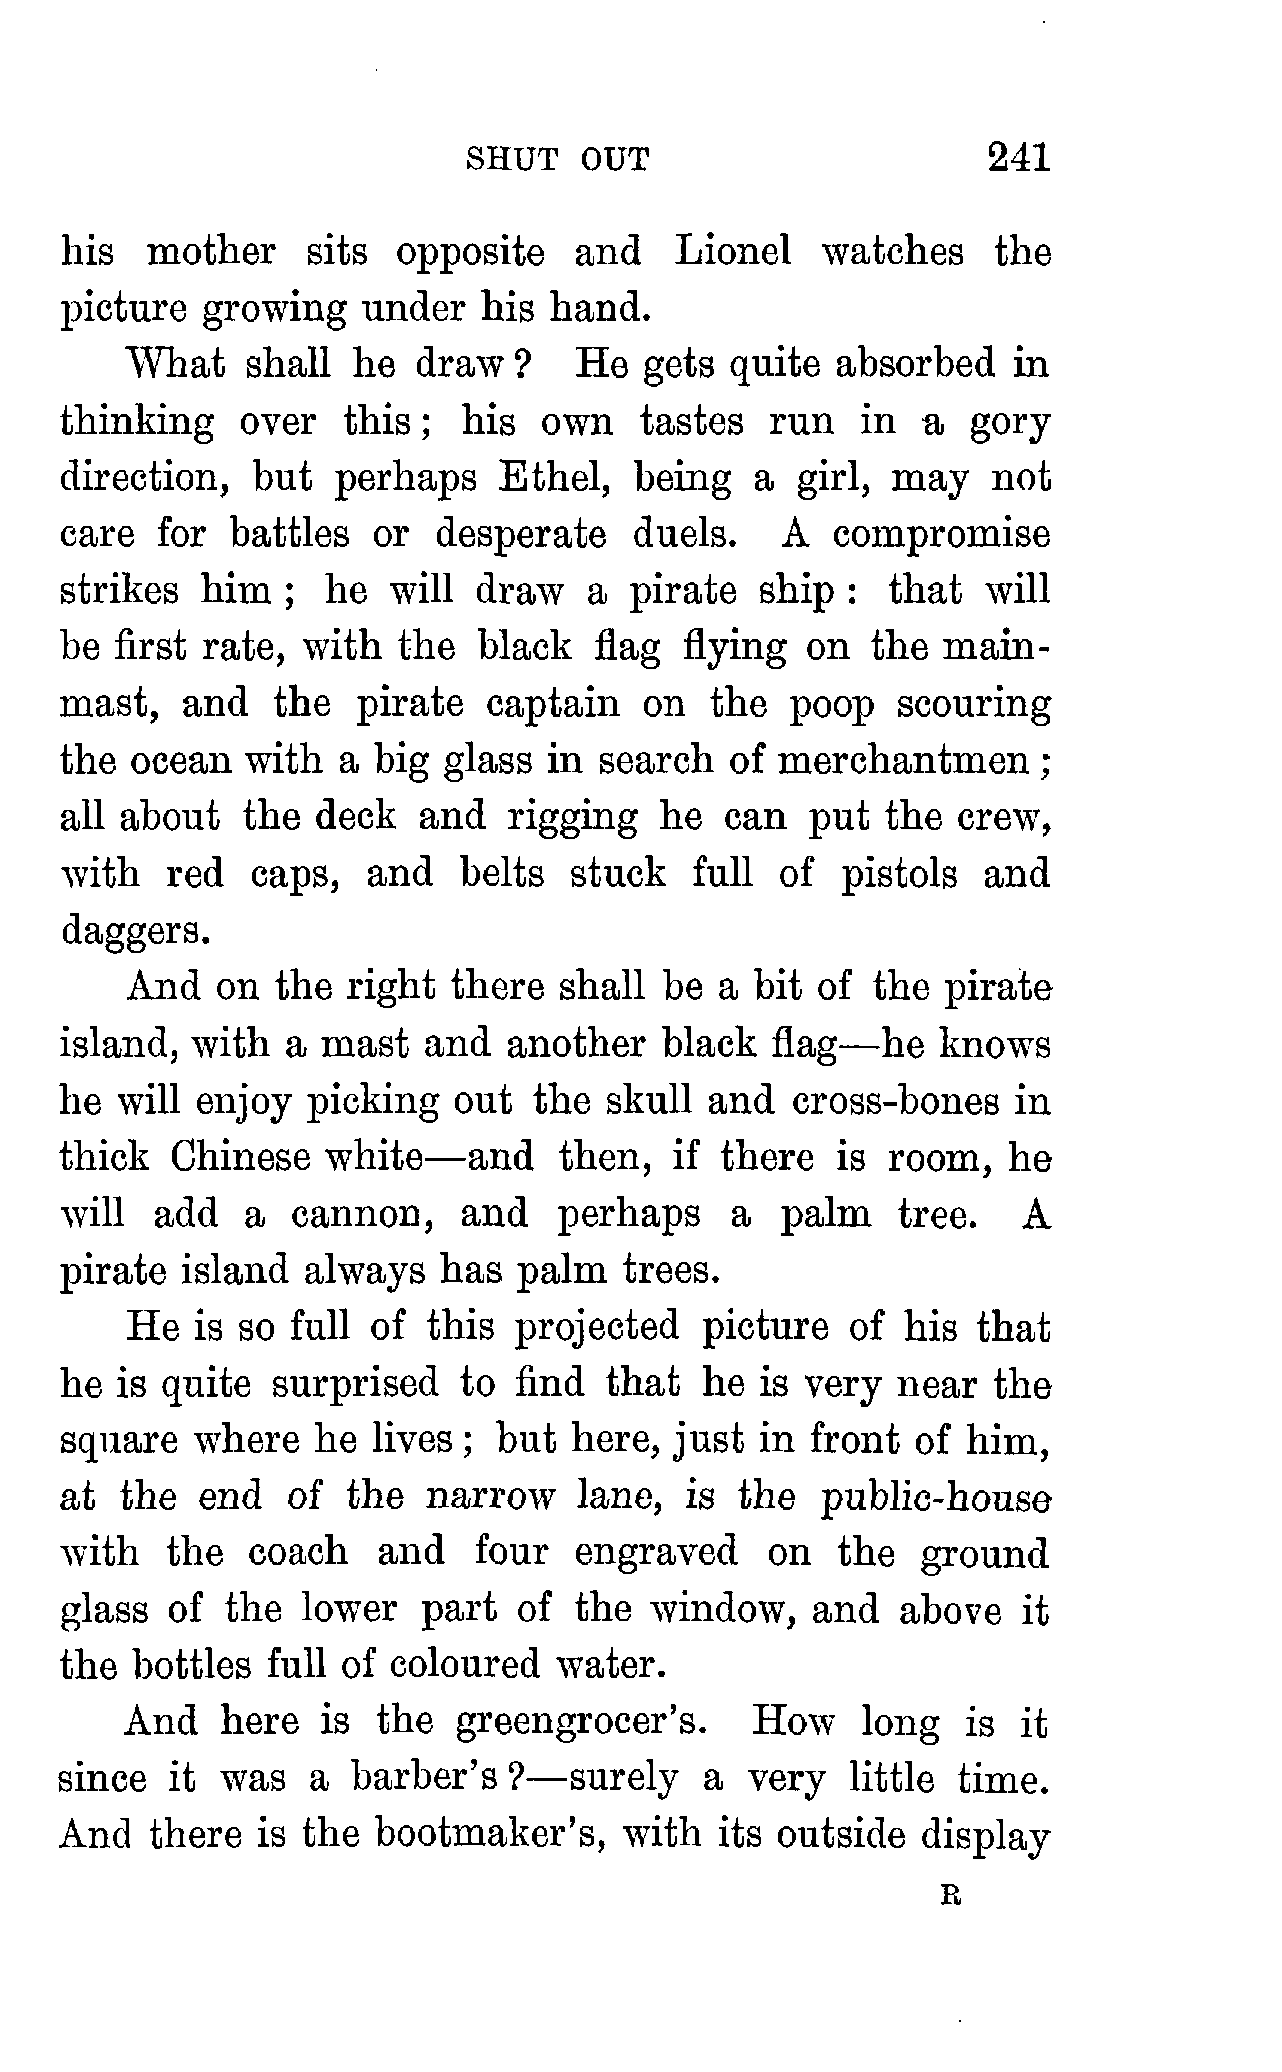 SHUT OUT 241
his mother sits opposite and Lionel watches the
picture growing under his hand.
What shall he draw? He gets quite absorbed in
thinking over this; his own tastes run in a gory
direction, but perhaps Ethel, being a girl, may not
care for battles or desperate duels. A compromise
strikes him; he will draw a pirate ship: that will
be first rate, with the black flag flying on the main-
mast, and the pirate captain on the poop scouring
the ocean with a big glass in search of merchantmen;
all about the deck and rigging he can put the crew,
with red caps, and belts stuck full of pistols and
daggers.
And on the right there shall be a bit of the pirate
island, with a mast and another black flag—he knows
he will enjoy picking out the skull and cross-bones in
thick Chinese white—and then, if there is room, he
will add a cannon, and perhaps a palm tree. A
pirate island always has palm trees.
He is so full of this projected picture of his that
he is quite surprised to find that he is very near the
square where he lives; but here, just in front of him,
at the end of the narrow lane, is the public-house
with the coach and four engraved on the ground
glass of the lower part of the window, and above it
the bottles full of coloured water.
And here is the greengrocer's. How long is it
since it was a barber's?—surely a very little time.
And there is the bootmaker's, with its outside display
R